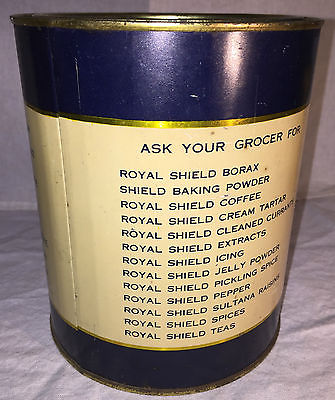 ASK YOUR GROCER FOR
ROYAL SHIELD BORAX
SHIELD BAKING POWDER
ROYAL SHIELD COFFEE
ROYAL SHIELD CREAM TARTAR
ROYAL SHIELD CLEANED CURRANTS
ROYAL SHIELD EXTRACTS
ROYAL SHIELD ICING
ROYAL SHIELD JELLY POWDER
ROYAL SHIELD PICKLING SPICE
ROYAL SHIELD PEPPER
ROYAL SHIELD SULTANA RAISINS
ROYAL SHIELD SPICES
ROYAL SHIELD TEAS